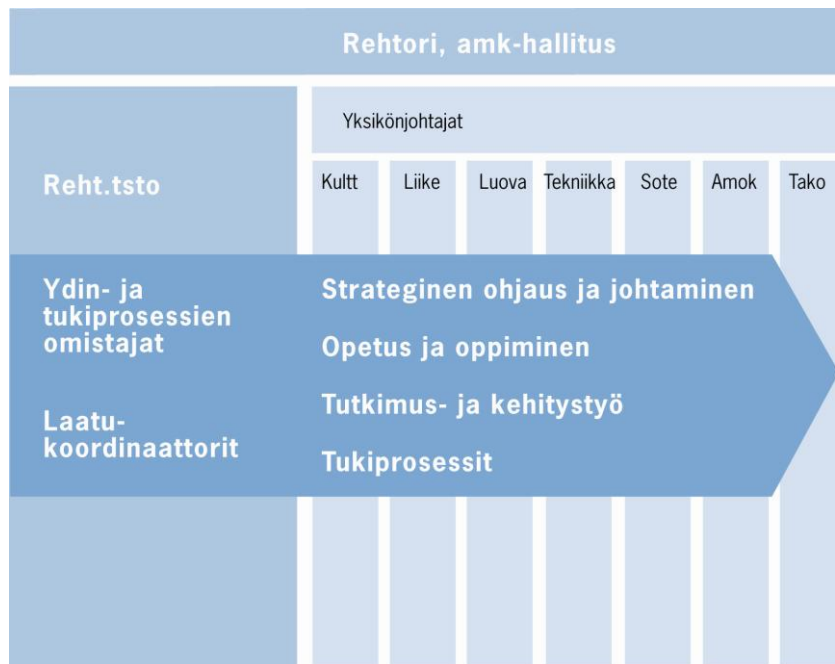 Rehtori, amk-hallitus
Yksikönjohtajat
Reht.tsto
Kultt Liike Luova Tekniikka Sote Amok Tako
Ydin- ja
tukiprosessien
omistajat
Laatu-
koordinaattorit
Strateginen ohjaus ja johtaminen
Opetus ja oppiminen
Tutkimus- ja kehitystyö
Tukiprosessit